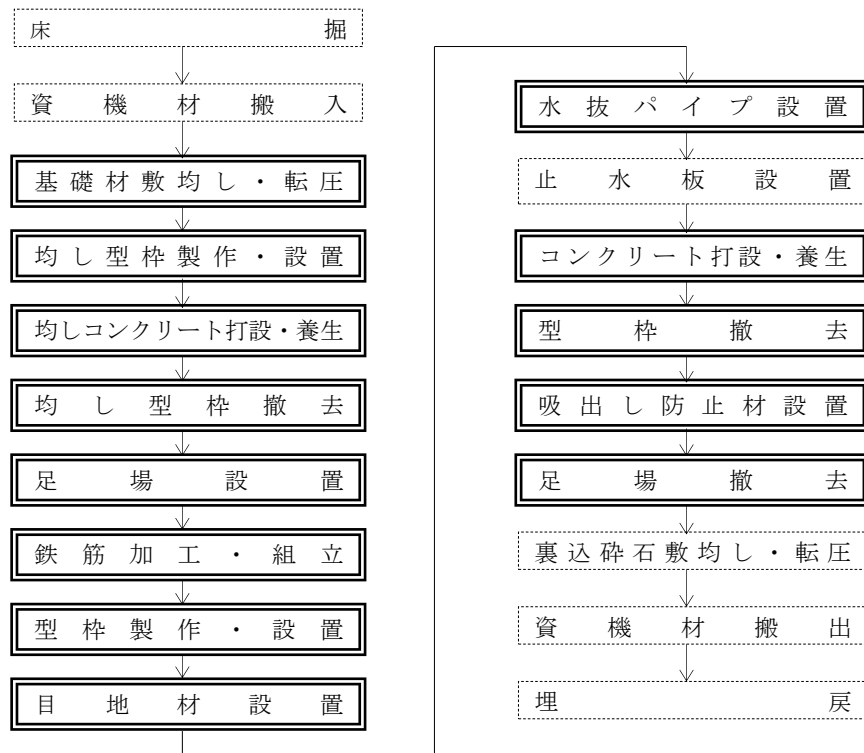 床掘
資機材搬入
基礎材敷均し・転圧
均し型枠製作・設置
均しコンクリート打設・養生
均し型枠撤去
足場設置
鉄筋加工・組立
型枠製作・設置
目地材設置
水抜パイプ設置
止水板設置
コンクリート打設・養生
型枠撤去
吸出し防止材設置
足場撤去
裏込砕石敷均し・転圧
資機材搬出
埋戻